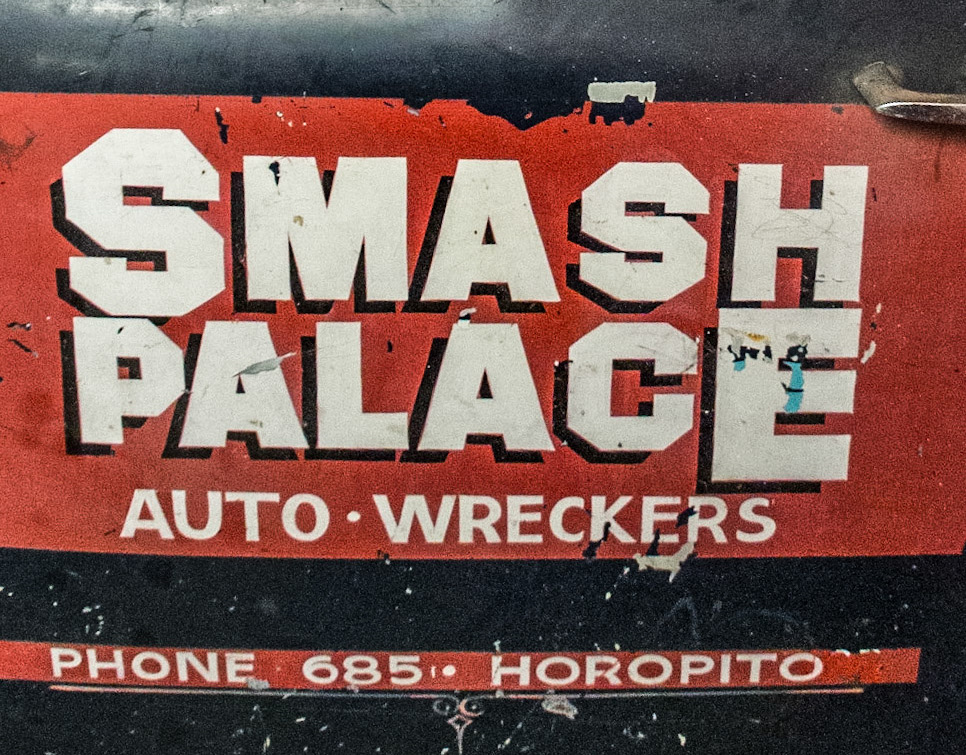 SMASH
PALACE
AUTO · WRECKERS
PHONE 685 · HOROPITO